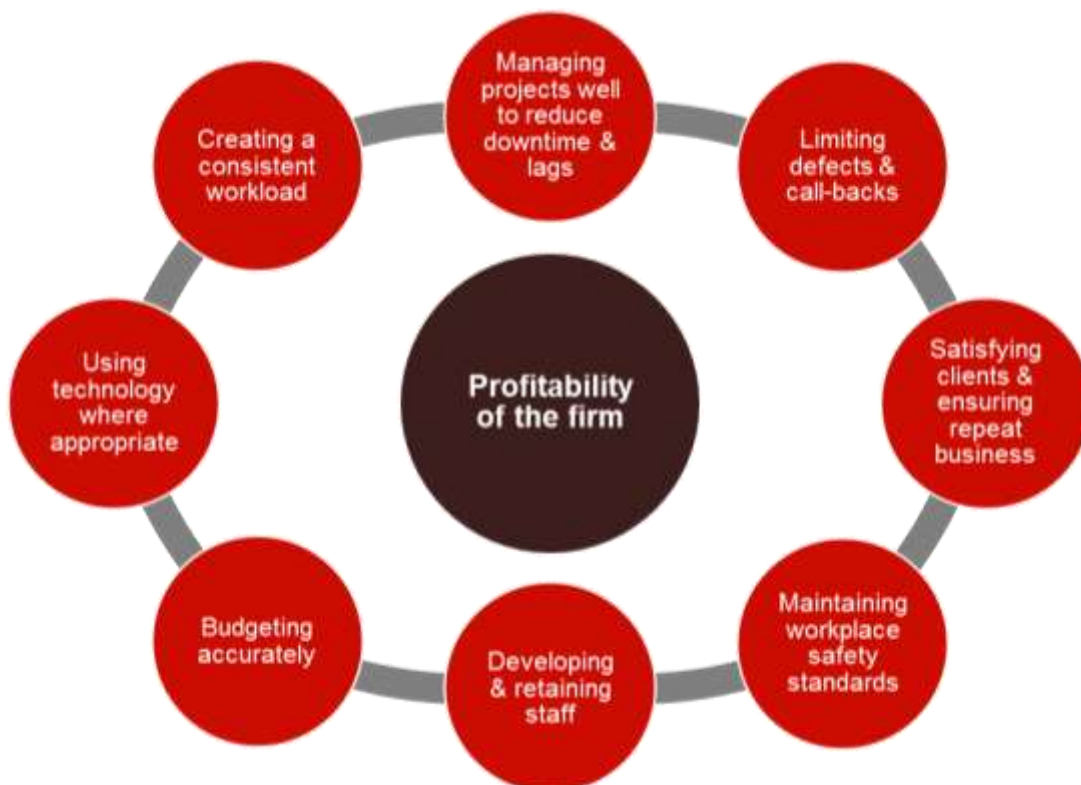 Managing
projects well
to reduce
downtime &
lags
Limiting
defects &
call-backs
Satisfying
clients &
ensuring
repeat
business
Maintaining
workplace
safety
standards
Developing
& retaining
staff
Budgeting
accurately
Using
technology
where
appropriate
Creating a
consistent
workload
Profitability
of the firm